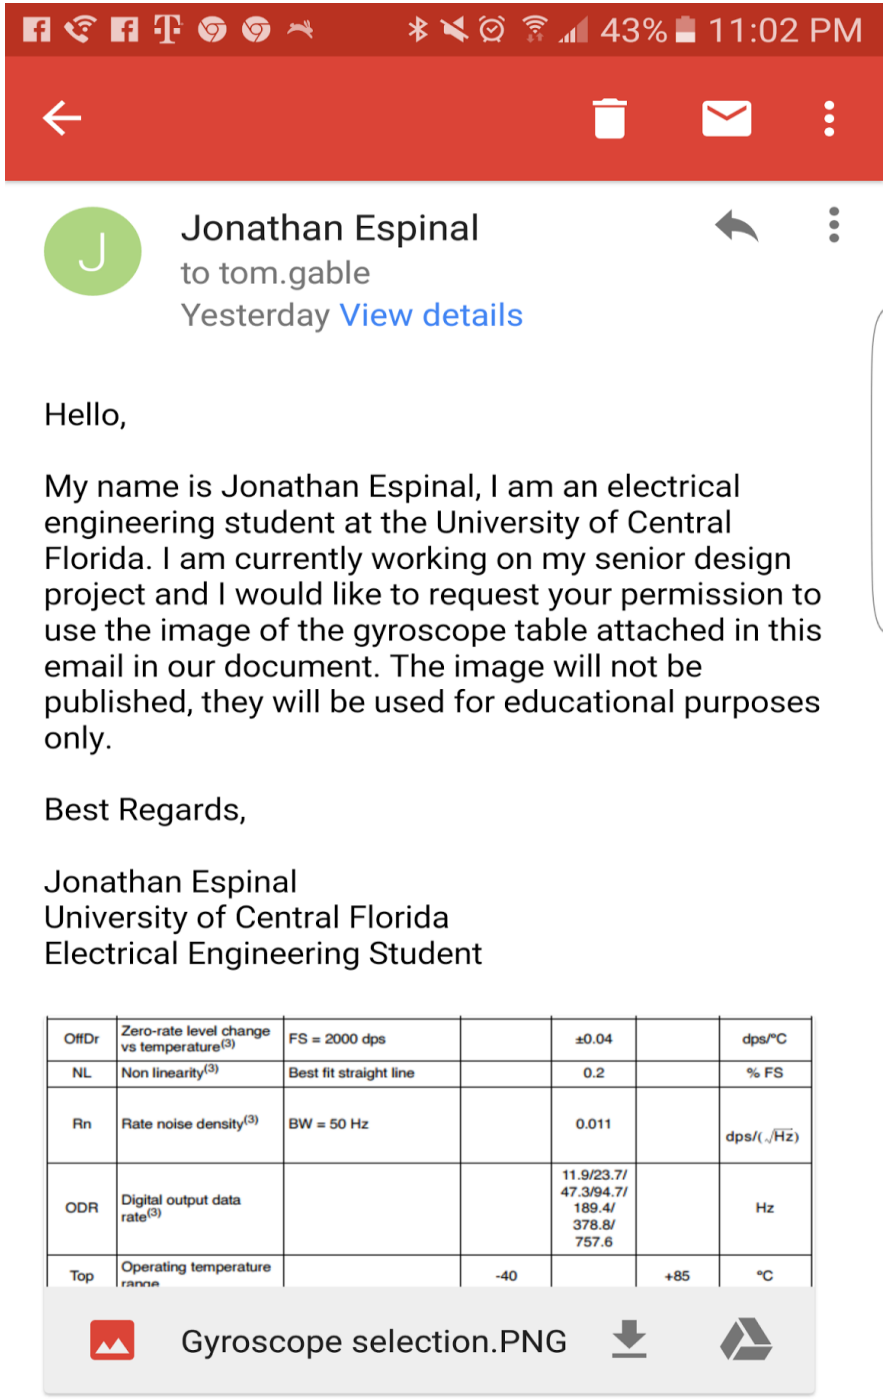 43% 11:02 PM
J
Jonathan Espinal
to tom.gable
Yesterday View details
Hello,
My name is Jonathan Espinal, I am an electrical
engineering student at the University of Central
Florida. I am currently working on my senior design
project and I would like to request your permission to
use the image of the gyroscope table attached in this
email in our document. The image will not be
published, they will be used for educational purposes
only.
Best Regards,
Jonathan Espinal
University of Central Florida
Electrical Engineering Student
OffDr Zero-rate level change vs temperature(3) FS = 2000 dps ±0.04 dps/°C
NL Non linearity(3) Best fit straight line 0.2 % FS
Rn Rate noise density(3) BW = 50 Hz 0.011 dps/(√Hz)
ODR Digital output data rate(3) 11.9/23.7/ 47.3/94.7/ 189.4/ 378.8/ 757.6 Hz
Top Operating temperature range -40 +85 °C
Gyroscope selection.PNG